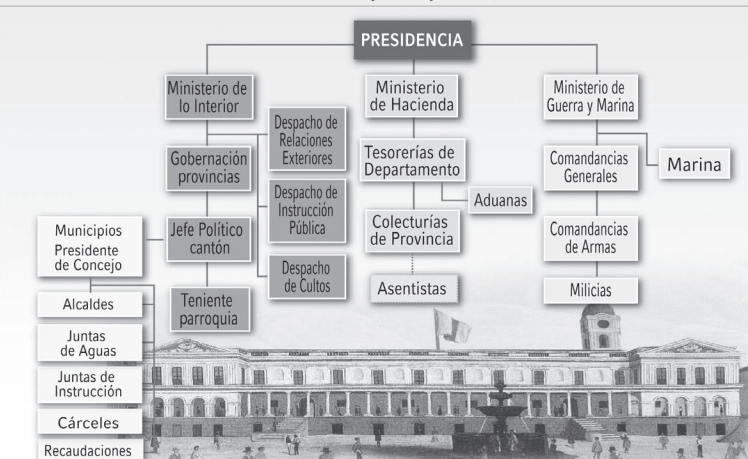 PRESIDENCIA
Ministerio de
lo Interior
Gobernación
provincias
Jefe Político
cantón
Teniente
parroquia
Despacho de
Relaciones
Exteriores
Despacho de
Instrucción
Pública
Despacho
de Cultos
Municipios
Presidente
de Concejo
Alcaldes
Juntas
de Aguas
Juntas de
Instrucción
Cárceles
Recaudaciones
Ministerio
de Hacienda
Tesorerías de
Departamento
Aduanas
Colecturías
de Provincia
Asentistas
Ministerio de
Guerra y Marina
Comandancias
Generales
Marina
Comandancias
de Armas
Milicias